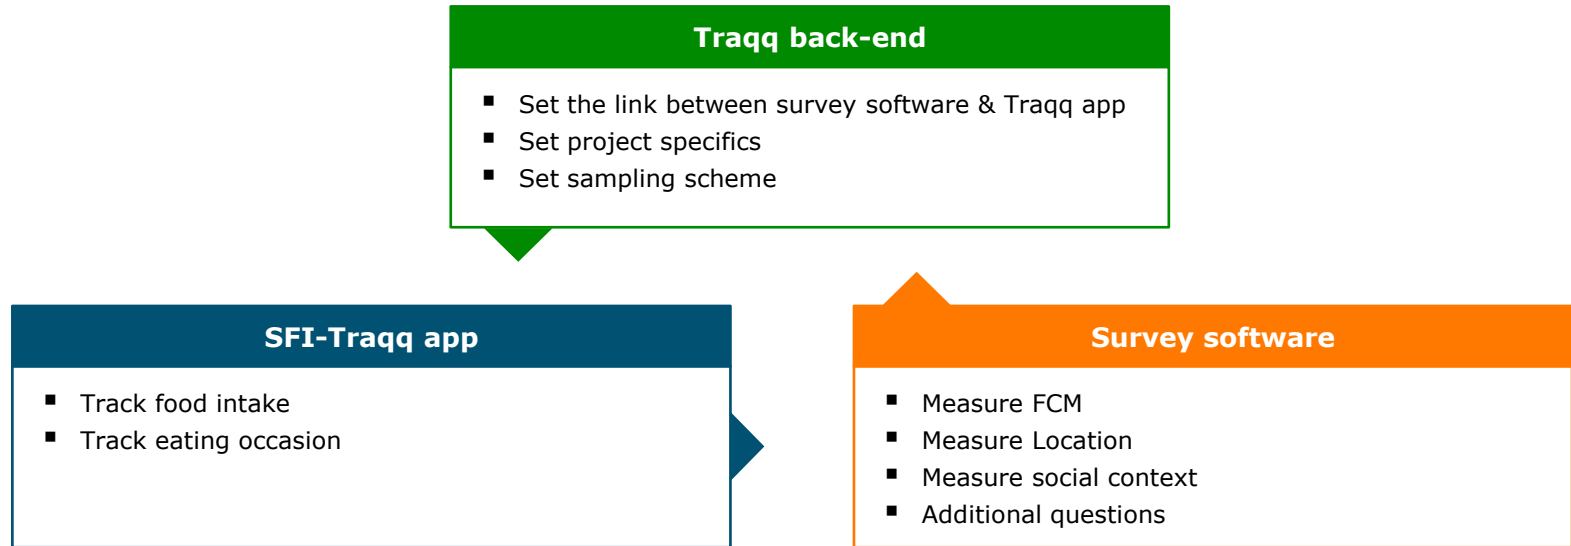 Traqq back-end
▪ Set the link between survey software & Traqq app
▪ Set project specifics
▪ Set sampling scheme
SFI-Traqq app
▪ Track food intake
▪ Track eating occasion
Survey software
▪ Measure FCM
▪ Measure Location
▪ Measure social context
▪ Additional questions